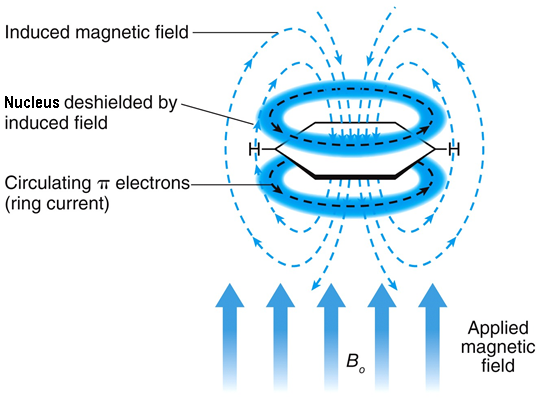 Induced magnetic field
Nucleus deshielded by
induced field
H
H
Circulating π electrons
(ring current)
Applied
magnetic
field
Bo